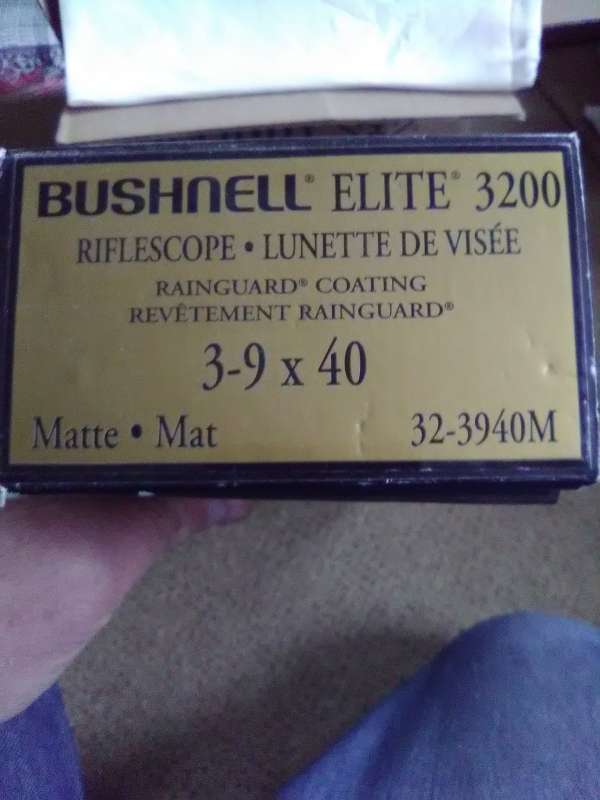 BUSHNELL® ELITE® 3200
RIFLESCOPE • LUNETTE DE VISÉE
RAINGUARD® COATING
REVÊTEMENT RAINGUARD®
3-9 x 40
Matte • Mat
32-3940M